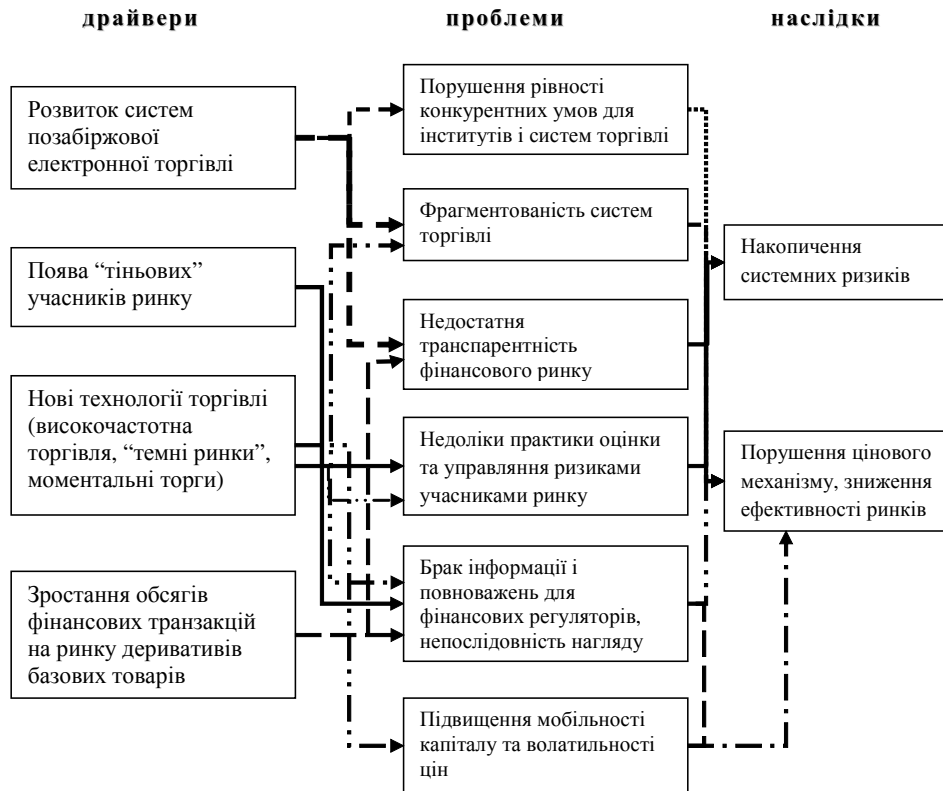 драйвери
проблеми
наслідки
Розвиток систем
позабіржової
електронної торгівлі
Поява “тіньових”
учасників ринку
Нові технології торгівлі
(високочастотна
торгівля, “темні ринки”,
моментальні торги)
Зростання обсягів
фінансових транзакцій
на ринку деривативів
базових товарів
Порушення рівності
конкурентних умов для
інститутів і систем торгівлі
Фрагментованість систем
торгівлі
Недостатня
транспарентність
фінансового ринку
Недоліки практики оцінки
та управляння ризиками
учасниками ринку
Брак інформації і
повноважень для
фінансових регуляторів,
непослідовність нагляду
Підвищення мобільності
капіталу та волатильності
цін
Накопичення
системних ризиків
Порушення цінового
механізму, зниження
ефективності ринків